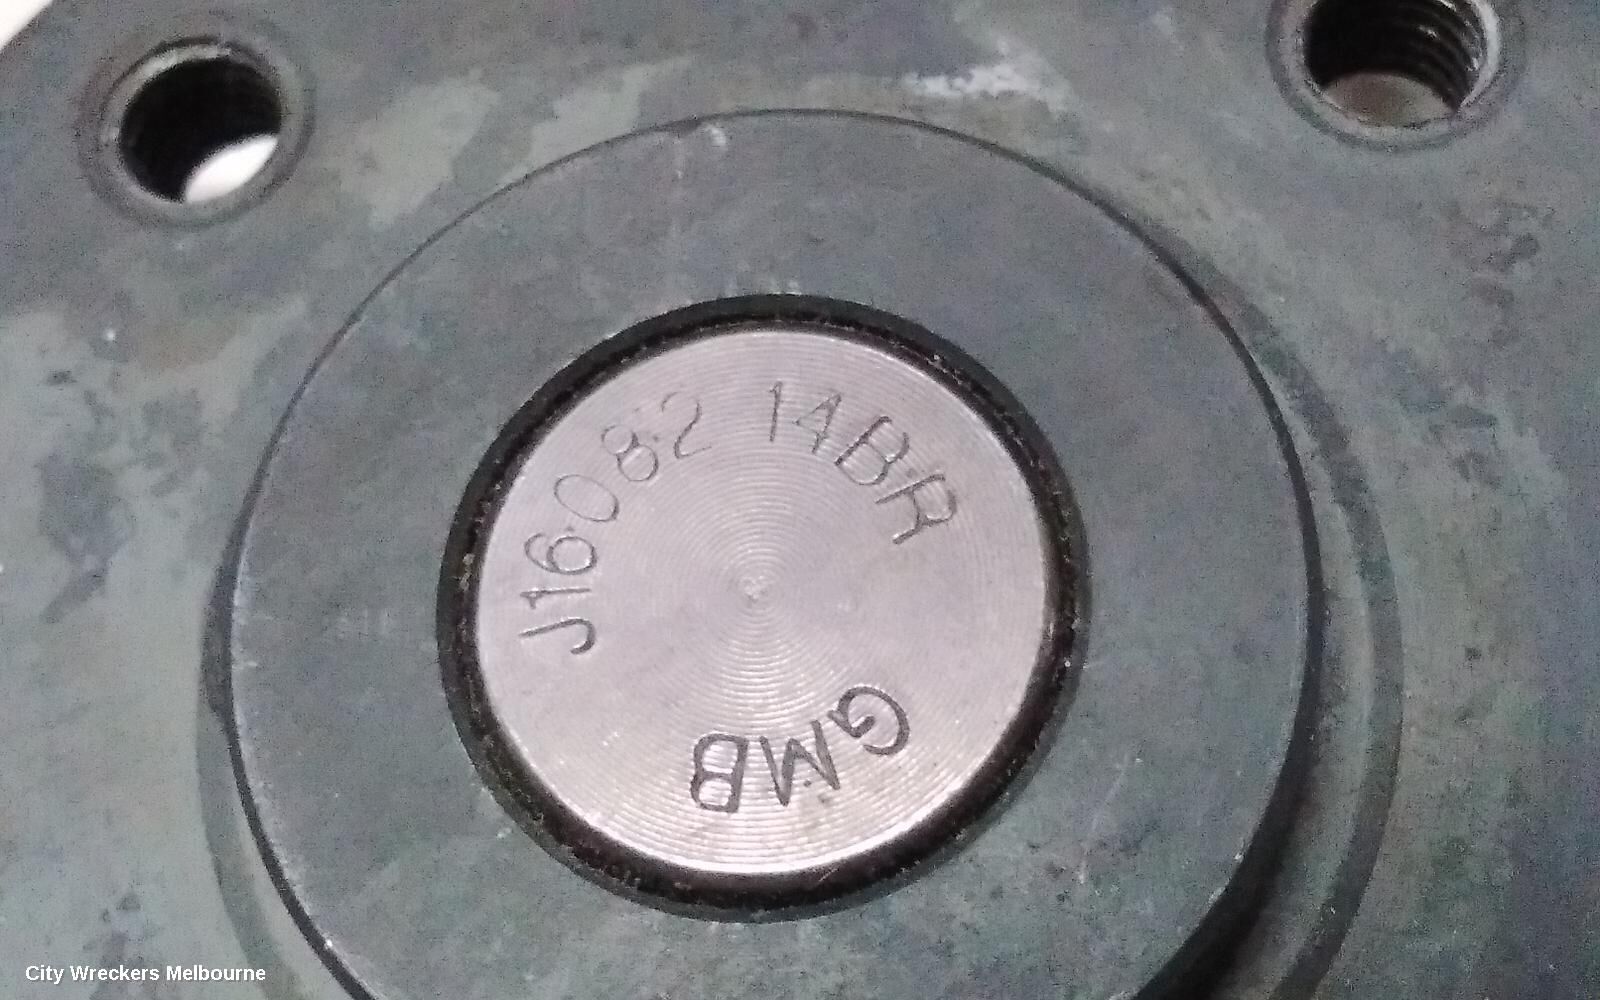 J16082 14BR
GMB
City Wreckers Melbourne